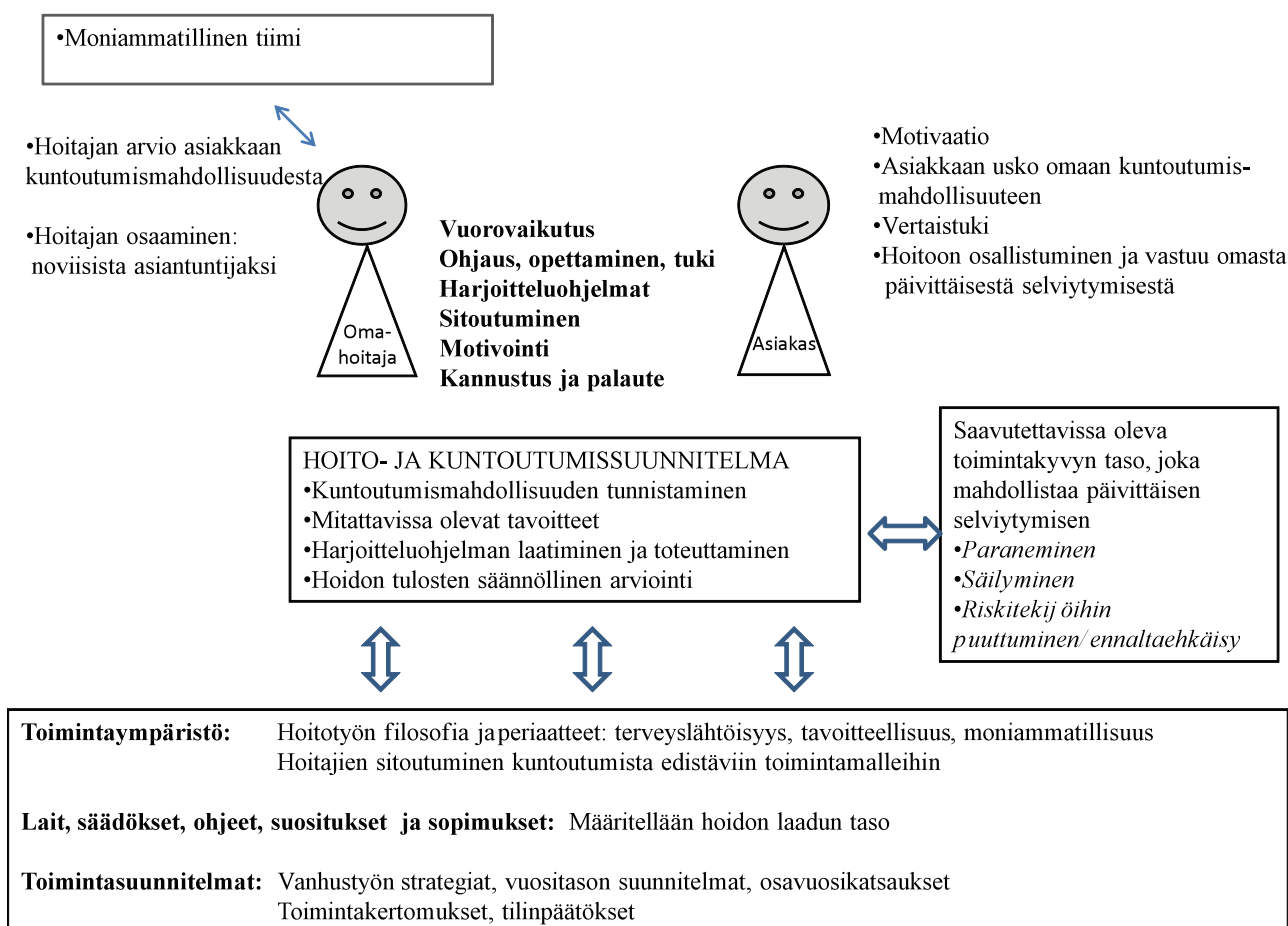 •Moniammatillinen tiimi
•Hoitajan arvio asiakkaan
kuntoutumismahdollisuudesta
•Hoitajan osaaminen:
noviisista asiantuntijaksi
Oma-
hoitaja
Vuorovaikutus
Ohjaus, opettaminen, tuki
Harjoitteluohjelmat
Sitoutuminen
Motivointi
Kannustus ja palaute
Asiakas
•Motivaatio
•Asiakkaan usko omaan kuntoutumis-
mahdollisuuteen
•Vertaistuki
•Hoitoon osallistuminen ja vastuu omasta
päivittäisestä selviytymisestä
HOITO- JA KUNTOUTUMISSUUNNITELMA
•Kuntoutumismahdollisuuden tunnistaminen
•Mitattavissa olevat tavoitteet
•Harjoitteluohjelman laatiminen ja toteuttaminen
•Hoidon tulosten säännöllinen arviointi
Saavutettavissa oleva
toimintakyvyn taso, joka
mahdollistaa päivittäisen
selviytymisen
•Paraneminen
•Säilyminen
•Riskitekij öihin
puuttuminen/ ennaltaehkäisy
Toimintaympäristö: Hoitotyön filosofia ja periaatteet: terveyslähtöisyys, tavoitteellisuus, moniammatillisuus
Hoitajien sitoutuminen kuntoutumista edistäviin toimintamalleihin
Lait, säädökset, ohjeet, suositukset ja sopimukset: Määritellään hoidon laadun taso
Toimintasuunnitelmat: Vanhustyön strategiat, vuositason suunnitelmat, osavuosikatsaukset
Toimintakertomukset, tilinpäätökset